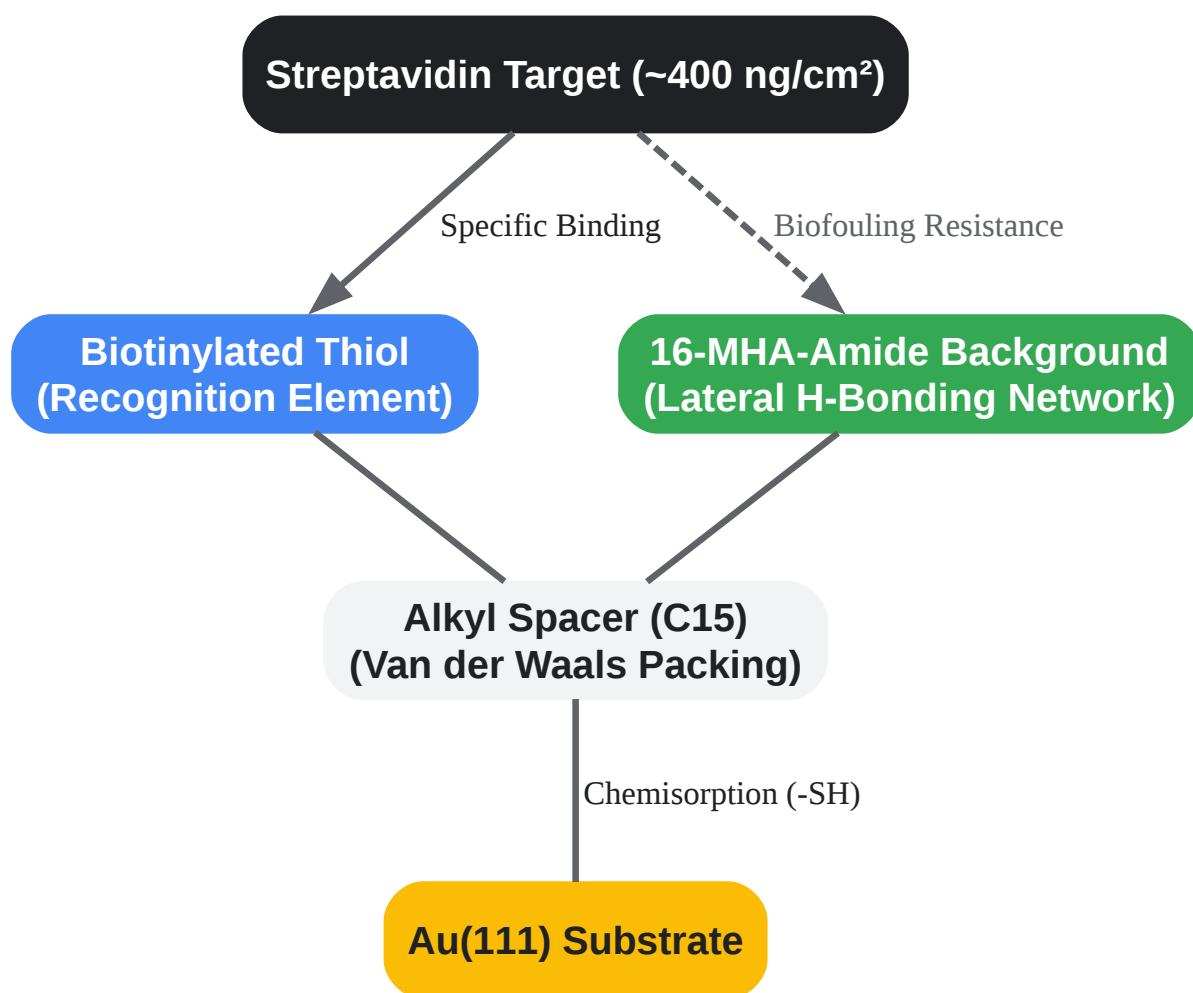 Streptavidin Target (~400 ng/cm²)
Specific Binding
Biofouling Resistance
Biotinylated Thiol
(Recognition Element)
16-MHA-Amide Background
(Lateral H-Bonding Network)
Alkyl Spacer (C15)
(Van der Waals Packing)
Chemisorption (-SH)
Au(111) Substrate